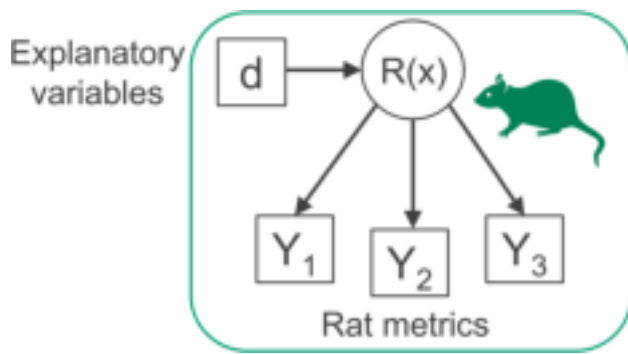 Explanatory
variables
d
R(x)
Y₁
Y₂
Y₃
Rat metrics